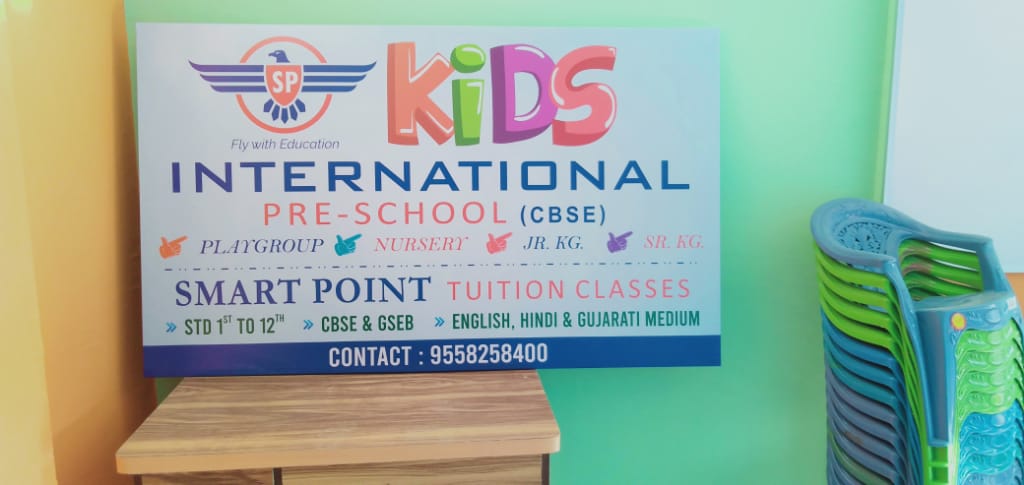 SP
Fly with Education
KiDS
INTERNATIONAL
PRE-SCHOOL (CBSE)
PLAYGROUP NURSERY JR. KG. SR. KG.
SMART POINT TUITION CLASSES
» STD 1ST TO 12TH » CBSE & GSEB » ENGLISH, HINDI & GUJARATI MEDIUM
CONTACT : 9558258400